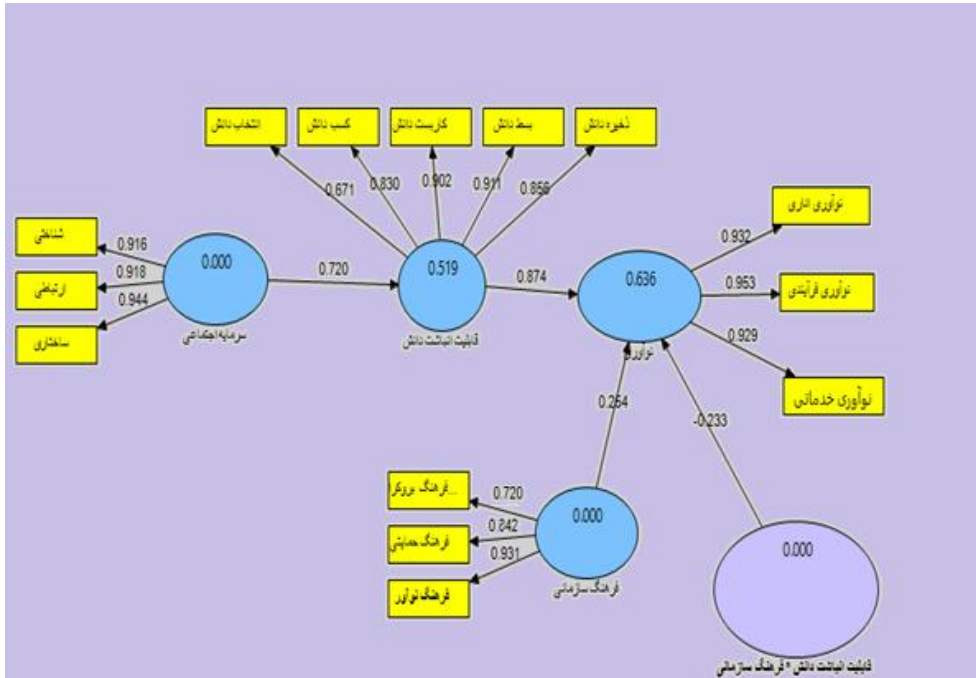 انتخاب دانش
کسب دانش
کاربست دانش
بسط دانش
ذخیره دانش
0.671
0.830
0.902
0.911
0.856
شناختی
ارتباطی
ساختاری
0.916
0.918
0.944
0.000
سرمایه اجتماعی
0.720
0.519
قابلیت انباشت دانش
0.874
0.636
نوآوری
0.932
0.953
0.929
نوآوری اداری
نوآوری فرآیندی
نوآوری خدماتی
0.254
-0.233
فرهنگ بروکرا...
فرهنگ حمایتی
فرهنگ نوآور
0.720
0.842
0.931
0.000
فرهنگ سازمانی
0.000
قابلیت انباشت دانش * فرهنگ سازمانی